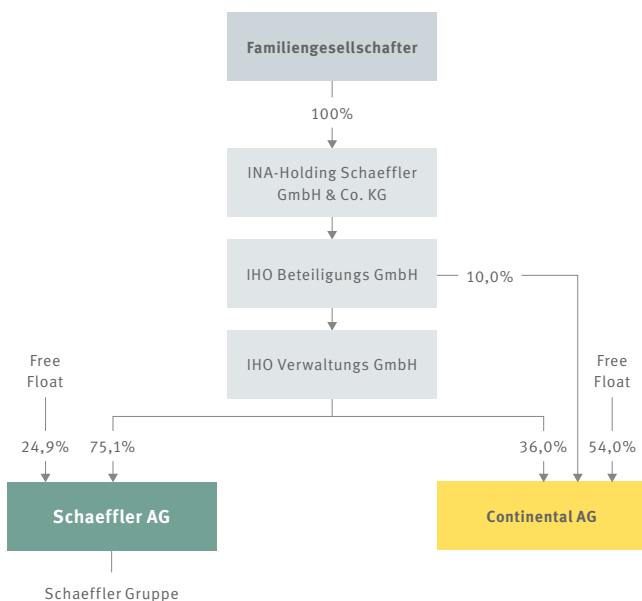 Familiengesellschafter
100%
INA-Holding Schaeffler
GmbH & Co. KG
IHO Beteiligungs GmbH
10,0%
IHO Verwaltungs GmbH
Free
Float
Free
Float
24,9%
75,1%
36,0%
54,0%
Schaeffler AG
Continental AG
Schaeffler Gruppe